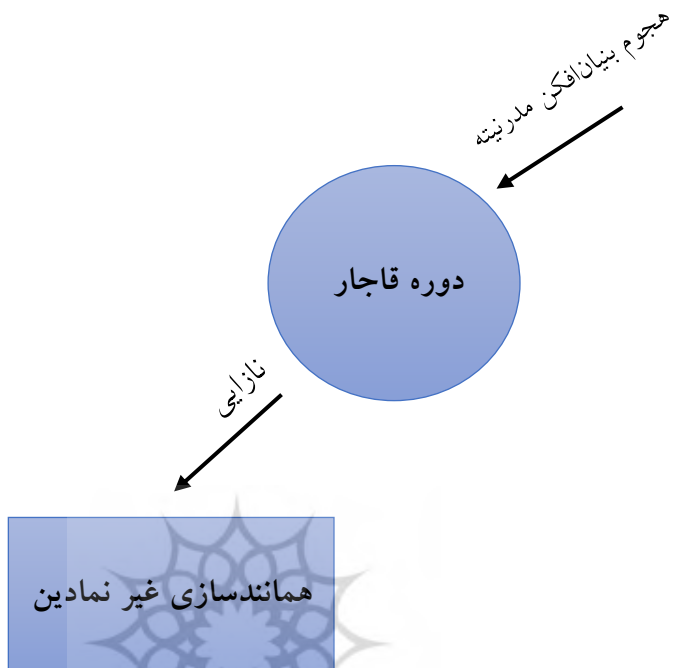 هجوم بنیان‌افکن مدرنیته
دوره قاجار
نازایی
همانندسازی غیر نمادین